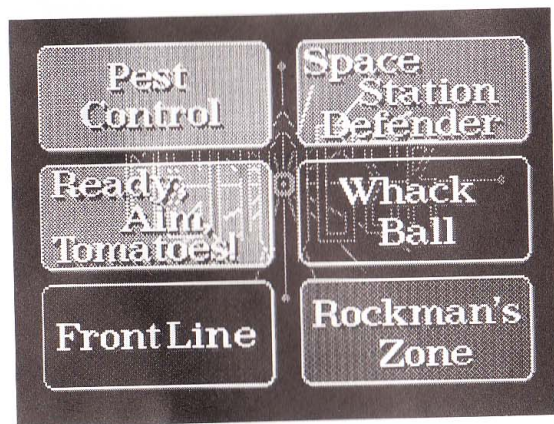 Pest
Control
Space
Station
Defender
Ready,
Aim,
Tomatoes!
Whack
Ball
Front Line
Rockman's
Zone